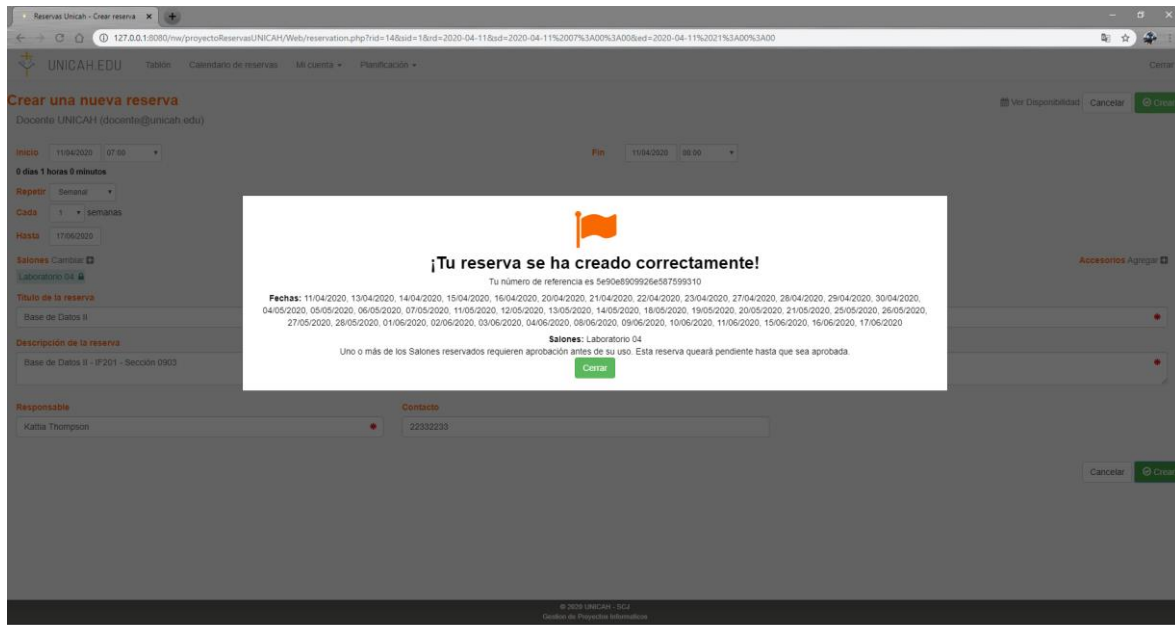 Reservas Unicah - Crear reserva
127.0.0.1:8080/nw/proyectoReservasUNICAH/Web/reservation.php?rid=14&sid=1&rd=2020-04-11&sd=2020-04-11%2007%3A00%3A00&ed=2020-04-11%2021%3A00%3A00
UNICAH.EDU Tablón Calendario de reservas Mi cuenta Planificación Cerrar
Crear una nueva reserva
Ver Disponibilidad Cancelar Crear
Docente UNICAH (docente@unicah.edu)
Inicio 11/04/2020 07:00 Fin 11/04/2020 08:00
0 días 1 horas 0 minutos
Repetir Semanal
Cada 1 semanas
Hasta 17/06/2020
Salones Cambiar
Accesorios Agregar
Laboratorio 04
Título de la reserva
Base de Datos II
Descripción de la reserva
Base de Datos II - IF201 - Sección 0903
¡Tu reserva se ha creado correctamente!
Tu número de referencia es 5e90e8909926e587599310
Fechas: 11/04/2020, 13/04/2020, 14/04/2020, 15/04/2020, 16/04/2020, 20/04/2020, 21/04/2020, 22/04/2020, 23/04/2020, 27/04/2020, 28/04/2020, 29/04/2020, 30/04/2020,
04/05/2020, 05/05/2020, 06/05/2020, 07/05/2020, 11/05/2020, 12/05/2020, 13/05/2020, 14/05/2020, 18/05/2020, 19/05/2020, 20/05/2020, 21/05/2020, 25/05/2020, 26/05/2020,
27/05/2020, 28/05/2020, 01/06/2020, 02/06/2020, 03/06/2020, 04/06/2020, 08/06/2020, 09/06/2020, 10/06/2020, 11/06/2020, 15/06/2020, 16/06/2020, 17/06/2020
Salones: Laboratorio 04
Uno o más de los Salones reservados requieren aprobación antes de su uso. Esta reserva queará pendiente hasta que sea aprobada.
Cerrar
Responsable Contacto
Kattia Thompson 22332233
Cancelar Crear
© 2020 UNICAH - SCJ
Gestion de Proyectos Informaticos